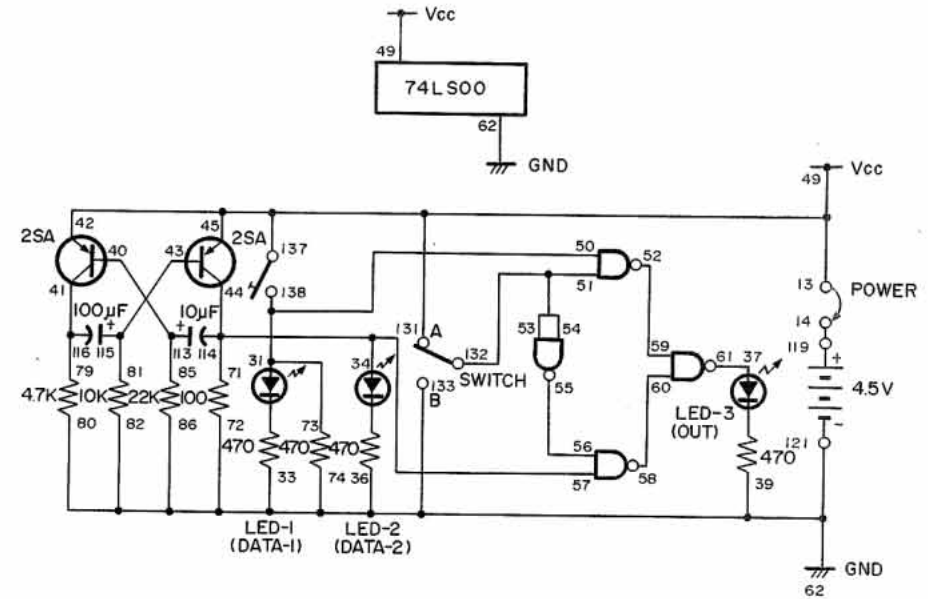 Vcc
49
74LS00
62
GND
49 Vcc
42 45
2SA 40 43 2SA 137
50 52
41 44 138
51
13 POWER
100µF 10µF
14
+ +
131 A
53 54
116 115 113 114
31 34
132
119
59
133 SWITCH
61 37
+
79 81 85 71
B
55
60
4.5V
4.7K 10K 22K 100
LED-3
(OUT)
-
80 82 86 72
73
56
121
470 470 470
57 58
470
33 74 36
39
LED-1 LED-2
(DATA-1) (DATA-2)
GND
62